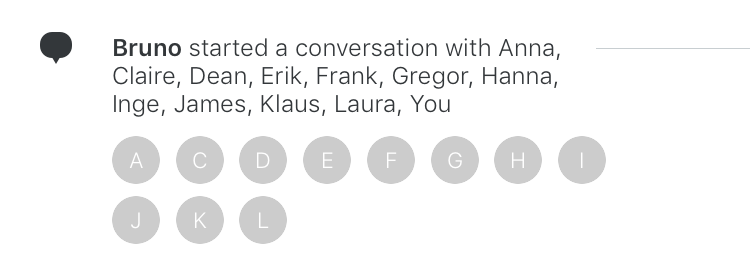 Bruno started a conversation with Anna,
Claire, Dean, Erik, Frank, Gregor, Hanna,
Inge, James, Klaus, Laura, You
A C D E F G H I
J K L